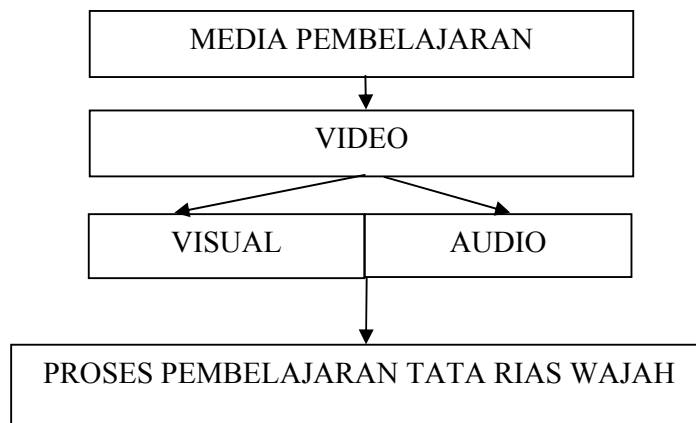 MEDIA PEMBELAJARAN
VIDEO
VISUAL
AUDIO
PROSES PEMBELAJARAN TATA RIAS WAJAH